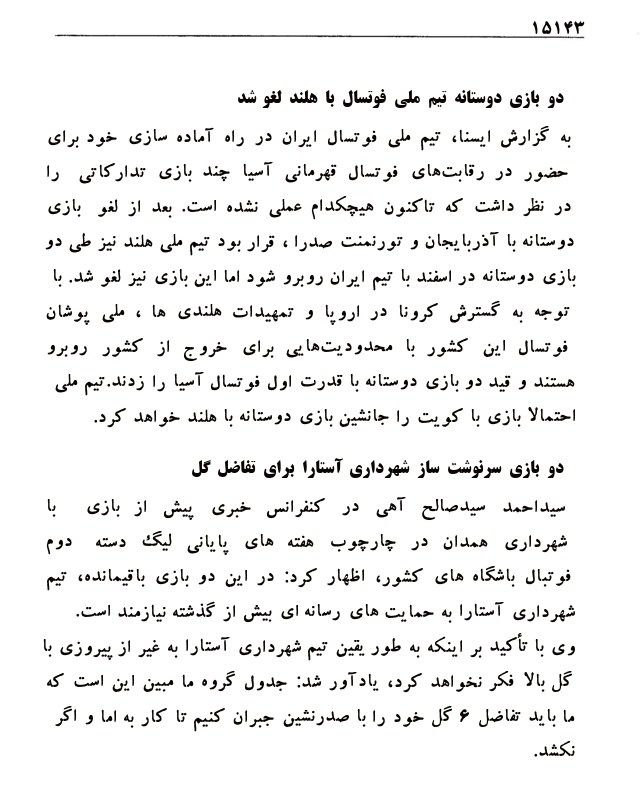 ۱۵۱۴۳
دو بازی دوستانه تیم ملی فوتسال با هلند لغو شد
به گزارش ایسنا، تیم ملی فوتسال ایران در راه آماده سازی خود برای
حضور در رقابت‌های فوتسال قهرمانی آسیا چند بازی تدارکاتی را
در نظر داشت که تاکنون هیچکدام عملی نشده است. بعد از لغو بازی
دوستانه با آذربایجان و تورنمنت صدرا، قرار بود تیم ملی هلند نیز طی دو
بازی دوستانه در اسفند با تیم ایران روبرو شود اما این بازی نیز لغو شد. با
توجه به گسترش کرونا در اروپا و تمهیدات هلندی ها ، ملی پوشان
فوتسال این کشور با محدودیت‌هایی برای خروج از کشور روبرو
هستند و قید دو بازی دوستانه با قدرت اول فوتسال آسیا را زدند.تیم ملی
احتمالا بازی با کویت را جانشین بازی دوستانه با هلند خواهد کرد.
دو بازی سرنوشت ساز شهرداری آستارا برای تفاضل گل
سیداحمد سیدصالح آهی در کنفرانس خبری پیش از بازی با
شهرداری همدان در چارچوب هفته های پایانی لیگ دسته دوم
فوتبال باشگاه های کشور، اظهار کرد: در این دو بازی باقیمانده، تیم
شهرداری آستارا به حمایت های رسانه ای بیش از گذشته نیازمند است.
وی با تأکید بر اینکه به طور یقین تیم شهرداری آستارا به غیر از پیروزی با
گل بالا فکر نخواهد کرد، یادآور شد: جدول گروه ما مبین این است که
ما باید تفاضل ۶ گل خود را با صدرنشین جبران کنیم تا کار به اما و اگر
نکشد.